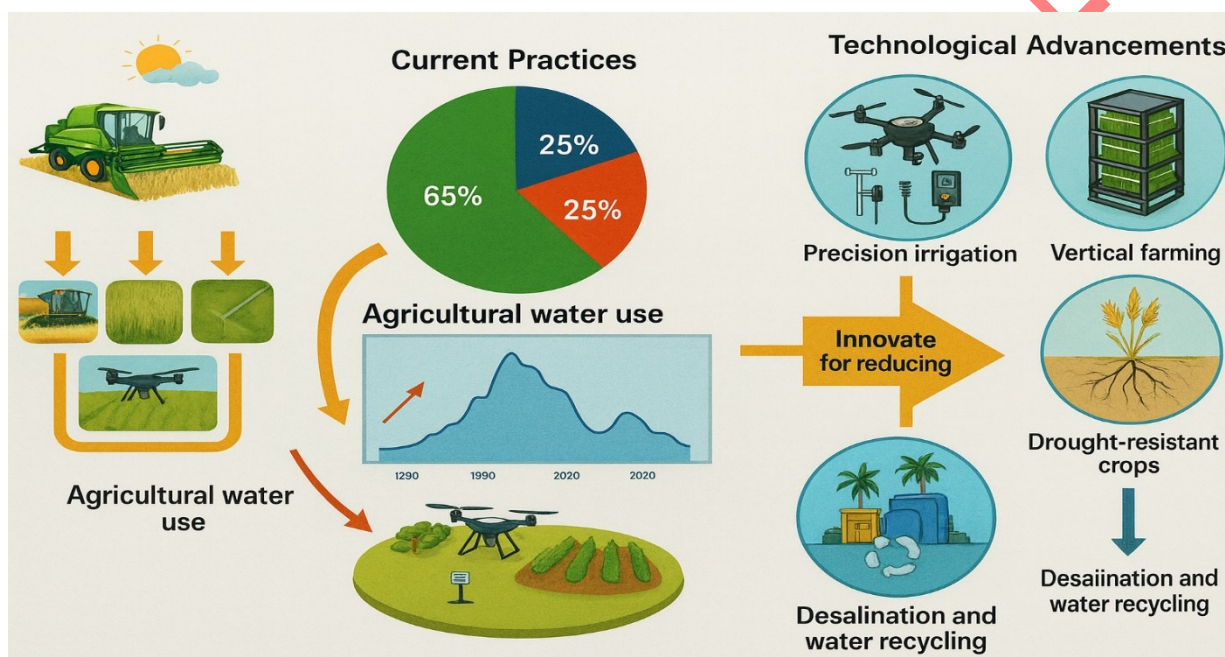 Current Practices
25%
65%
25%
Agricultural water use
1290
1990
2020
2020
Agricultural water
use
Technological Advancements
Precision irrigation
Vertical farming
Innovate
for reducing
Drought-resistant
crops
Desalination and
water recycling
Desaiination and
water recycling